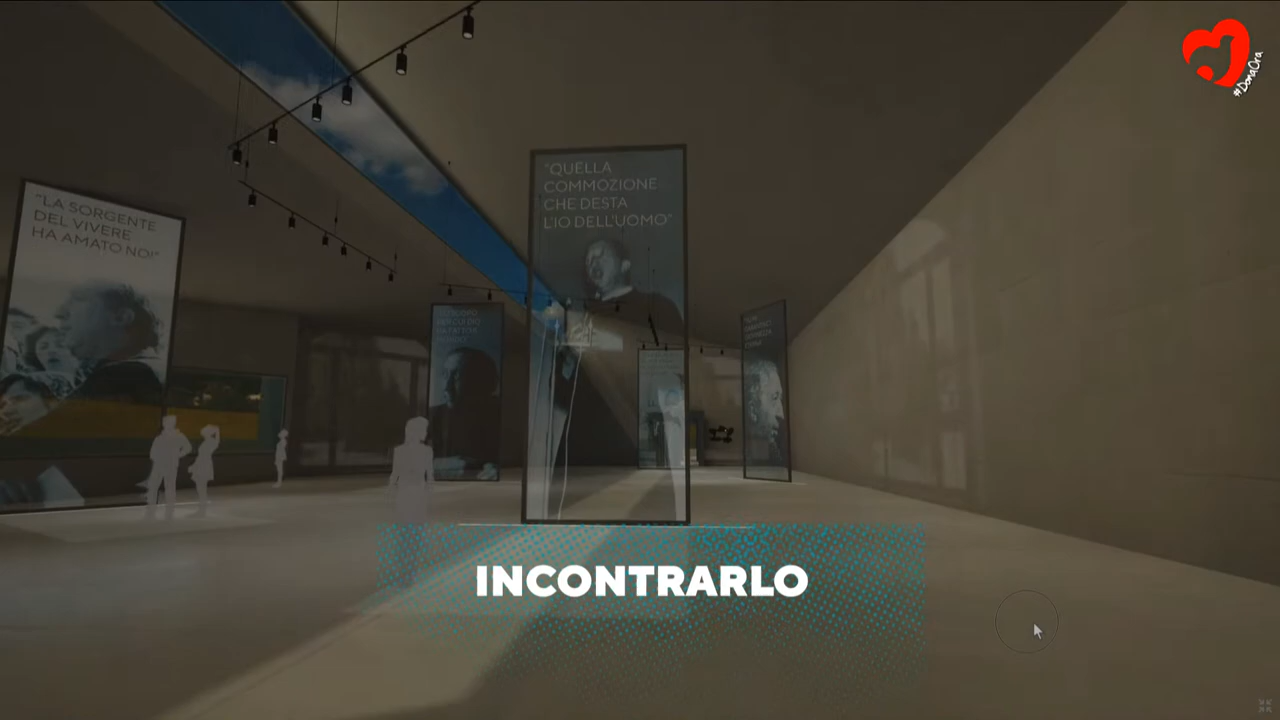 #DonaOra
"QUELLA
COMMOZIONE
CHE DESTA
L'IO DELL'UOMO"
"LA SORGENTE
DEL VIVERE
HA AMATO NOI"
INCONTRARLO